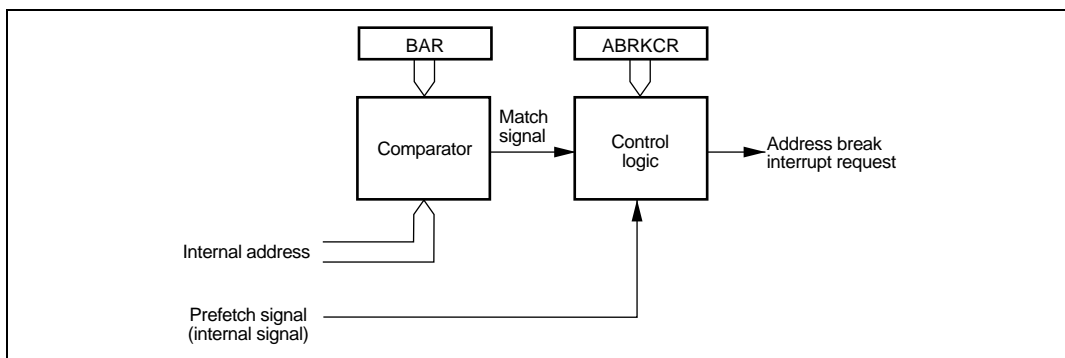 BAR
ABRKCR
Comparator
Match
signal
Control
logic
Address break
interrupt request
Internal address
Prefetch signal
(internal signal)